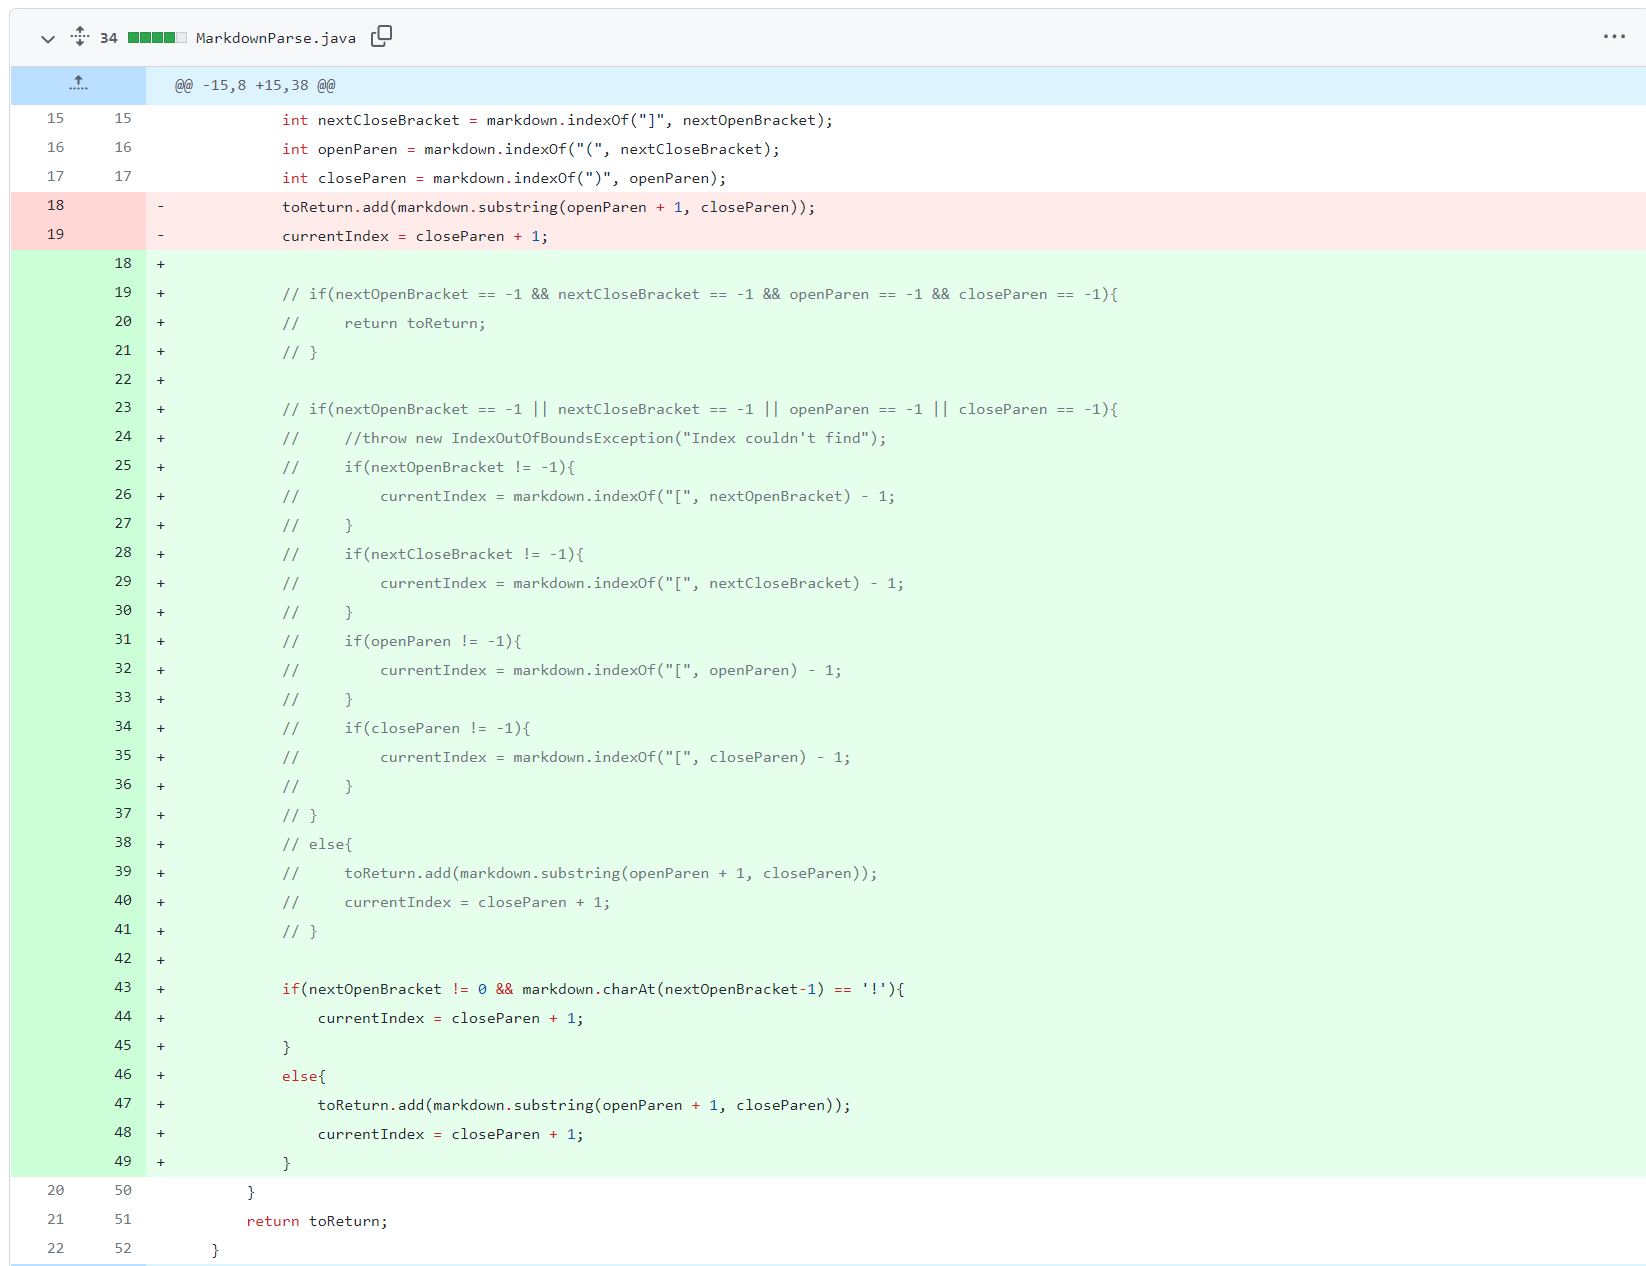 34 MarkdownParse.java
@@ -15,8 +15,38 @@
15 15 int nextCloseBracket = markdown.indexOf("]", nextOpenBracket);
16 16 int openParen = markdown.indexOf("(", nextCloseBracket);
17 17 int closeParen = markdown.indexOf(")", openParen);
18 - toReturn.add(markdown.substring(openParen + 1, closeParen));
19 - currentIndex = closeParen + 1;
18 +
19 + // if(nextOpenBracket == -1 && nextCloseBracket == -1 && openParen == -1 && closeParen == -1){
20 + //     return toReturn;
21 + // }
22 +
23 + // if(nextOpenBracket == -1 || nextCloseBracket == -1 || openParen == -1 || closeParen == -1){
24 + //     //throw new IndexOutOfBoundsException("Index couldn't find");
25 + //     if(nextOpenBracket != -1){
26 + //         currentIndex = markdown.indexOf("[", nextOpenBracket) - 1;
27 + //     }
28 + //     if(nextCloseBracket != -1){
29 + //         currentIndex = markdown.indexOf("[", nextCloseBracket) - 1;
30 + //     }
31 + //     if(openParen != -1){
32 + //         currentIndex = markdown.indexOf("[", openParen) - 1;
33 + //     }
34 + //     if(closeParen != -1){
35 + //         currentIndex = markdown.indexOf("[", closeParen) - 1;
36 + //     }
37 + // }
38 + // else{
39 + //     toReturn.add(markdown.substring(openParen + 1, closeParen));
40 + //     currentIndex = closeParen + 1;
41 + // }
42 +
43 + if(nextOpenBracket != 0 && markdown.charAt(nextOpenBracket-1) == '!'){
44 +     currentIndex = closeParen + 1;
45 + }
46 + else{
47 +     toReturn.add(markdown.substring(openParen + 1, closeParen));
48 +     currentIndex = closeParen + 1;
49 + }
20 50 }
21 51 return toReturn;
22 52 }